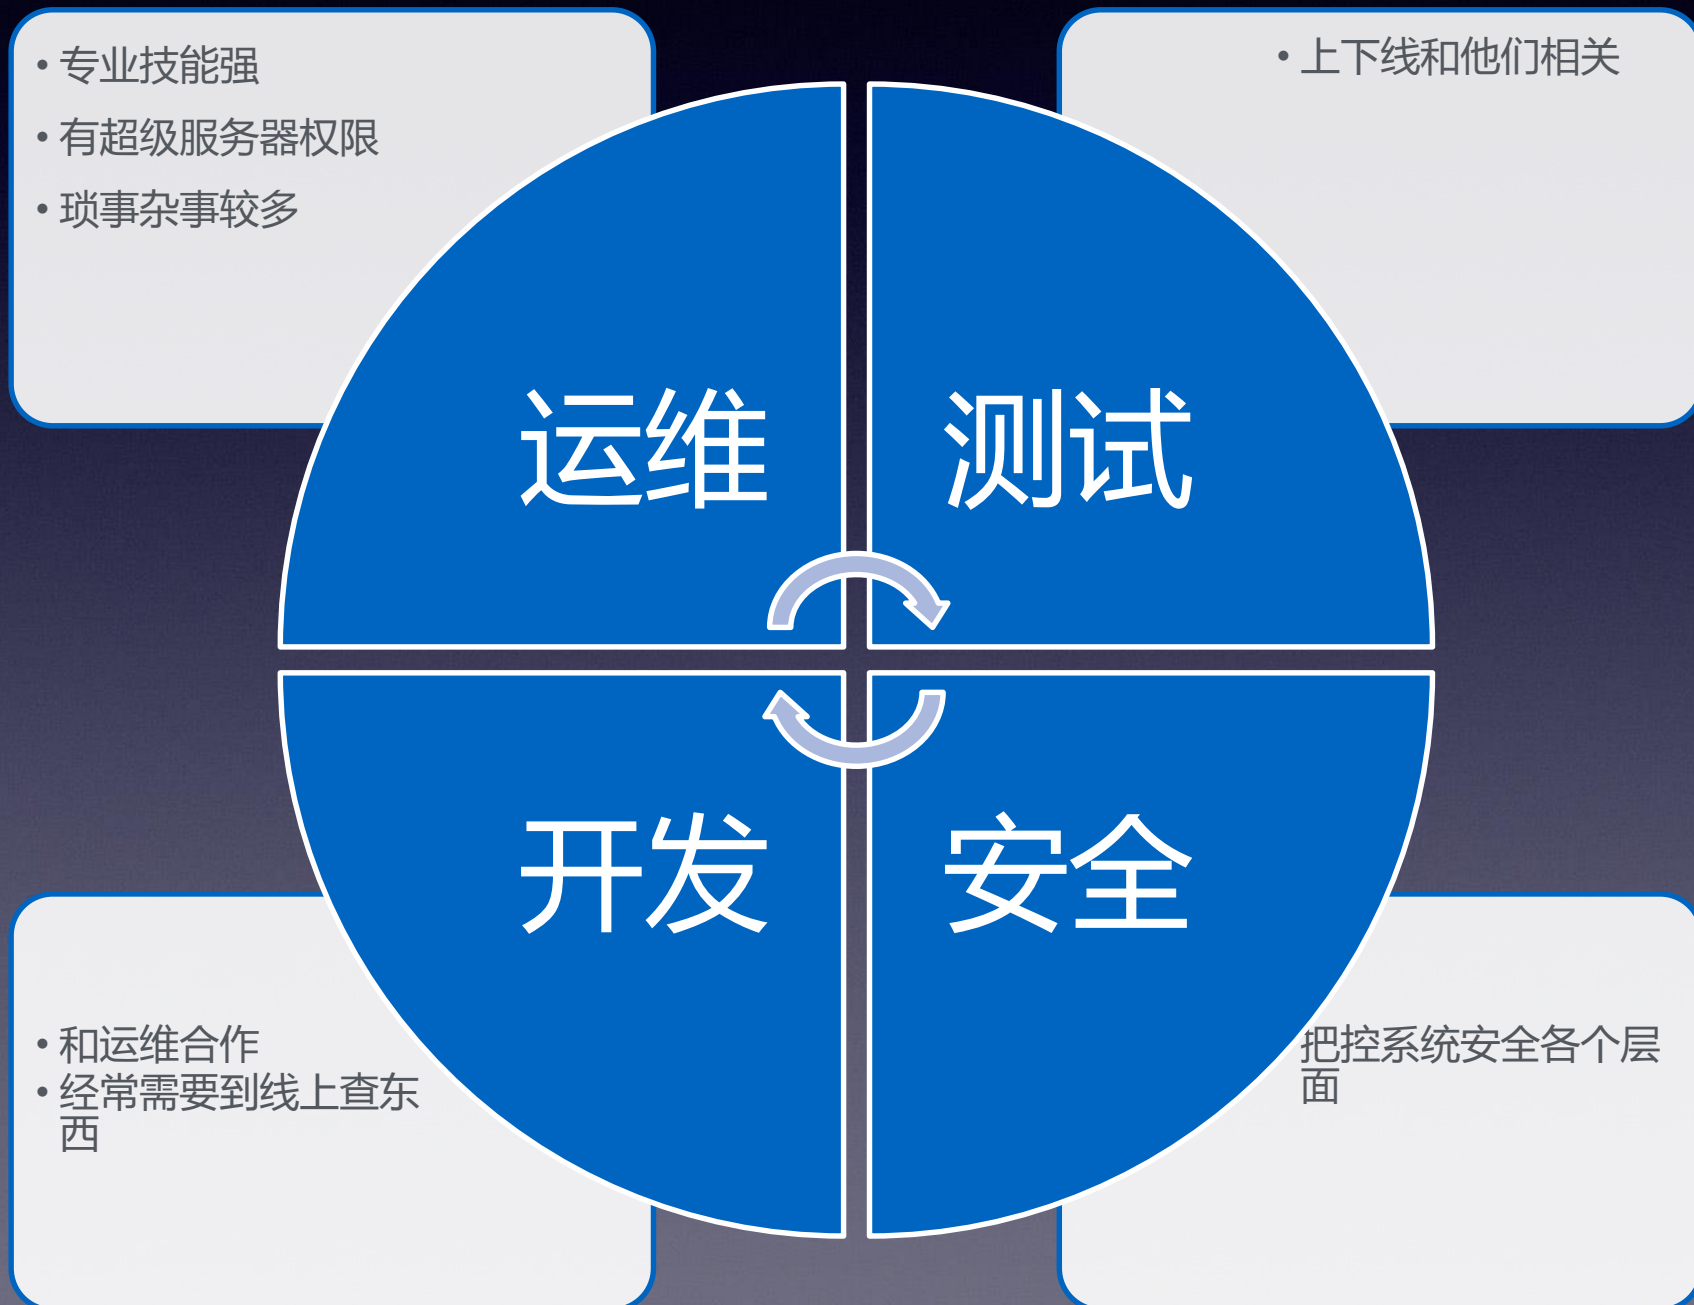 • 专业技能强
• 有超级服务器权限
• 琐事杂事较多
• 上下线和他们相关
运维
测试
开发
安全
• 和运维合作
• 经常需要到线上查东
西
把控系统安全各个层
面